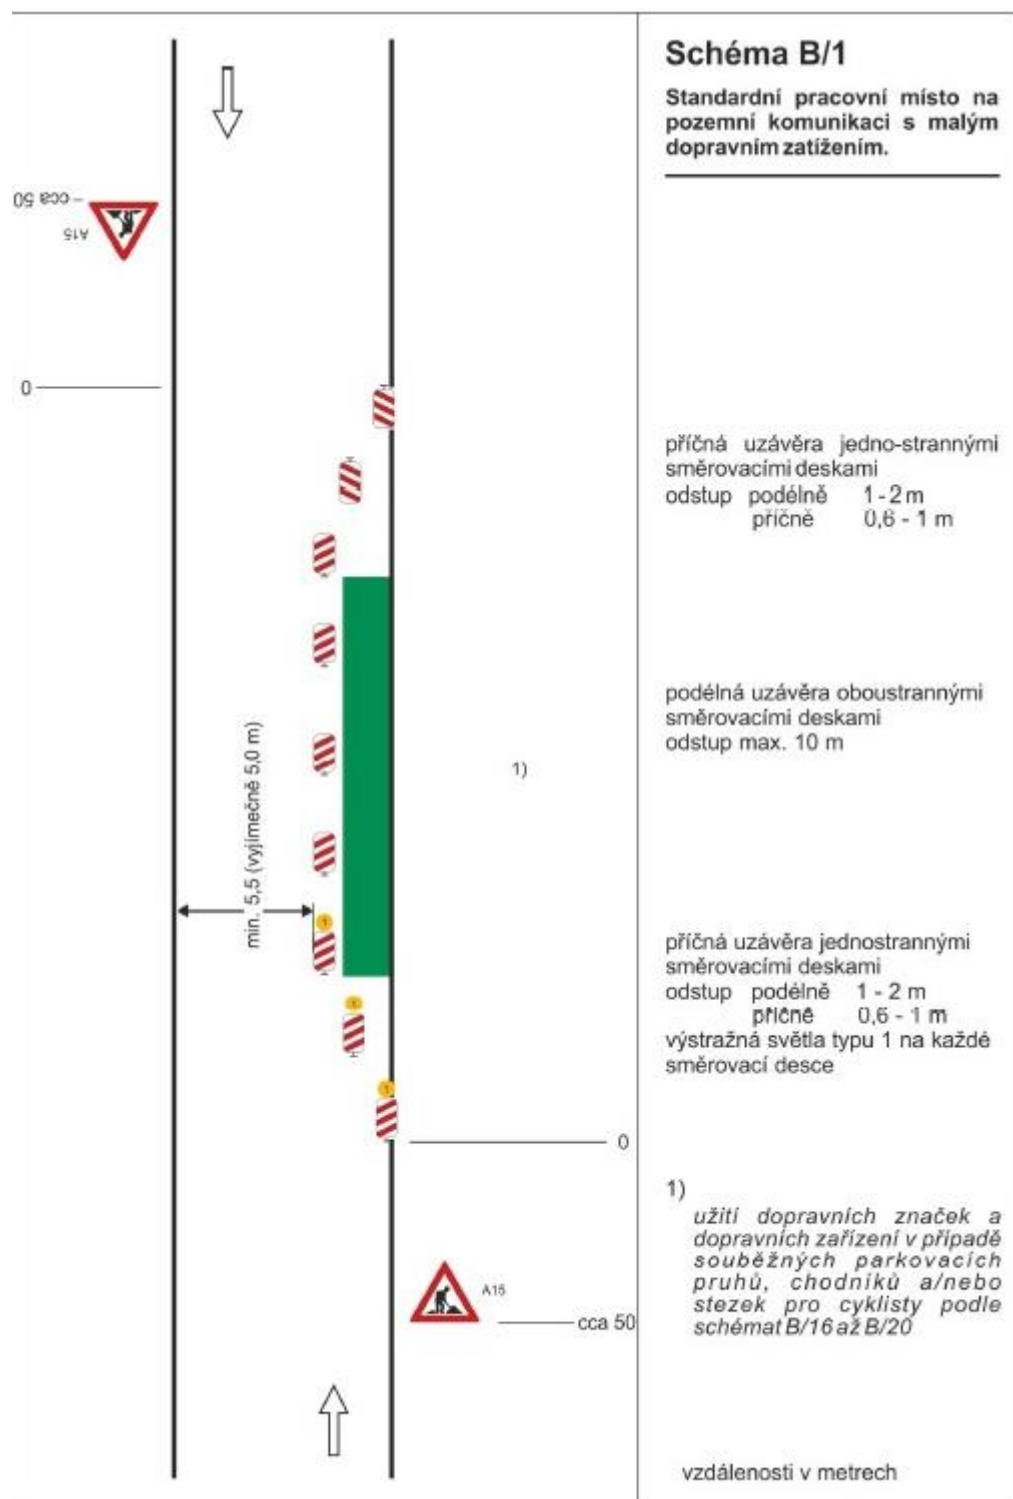 Schéma B/1
Standardní pracovní místo na
pozemní komunikaci s malým
dopravním zatížením.
cca 50
A15
0
příčná uzávěra jedno-strannými
směrovacími deskami
odstup podélně 1-2 m
příčně 0,6 - 1 m
podélná uzávěra oboustrannými
směrovacími deskami
odstup max. 10 m
min. 5,5 (vyjímečně 5,0 m)
1)
1
1
1
příčná uzávěra jednostrannými
směrovacími deskami
odstup podélně 1 - 2 m
příčně 0,6 - 1 m
výstražná světla typu 1 na každé
směrovací desce
0
A15
cca 50
1)
užití dopravních značek a
dopravních zařízení v případě
souběžných parkovacích
pruhů, chodníků a/nebo
stezek pro cyklisty podle
schémat B/16 až B/20
vzdálenosti v metrech